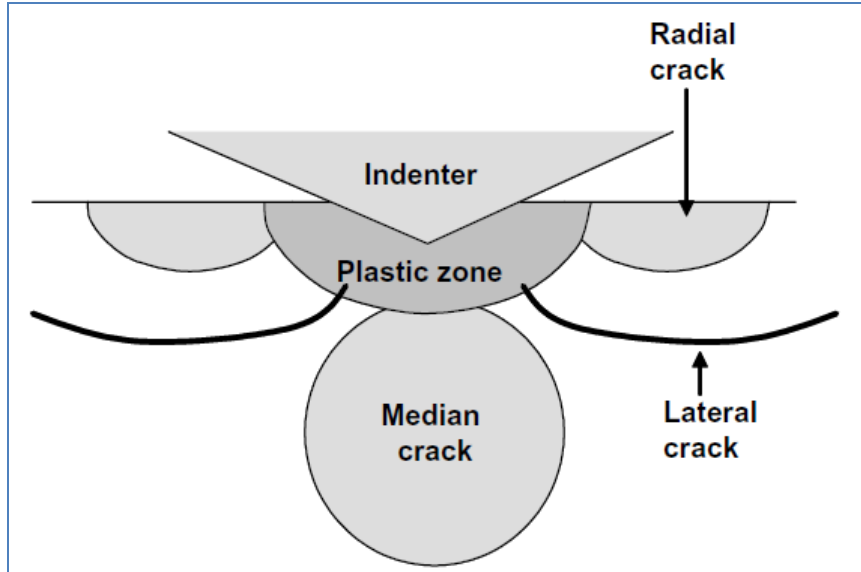 Radial
crack
Indenter
Plastic zone
Median
crack
Lateral
crack